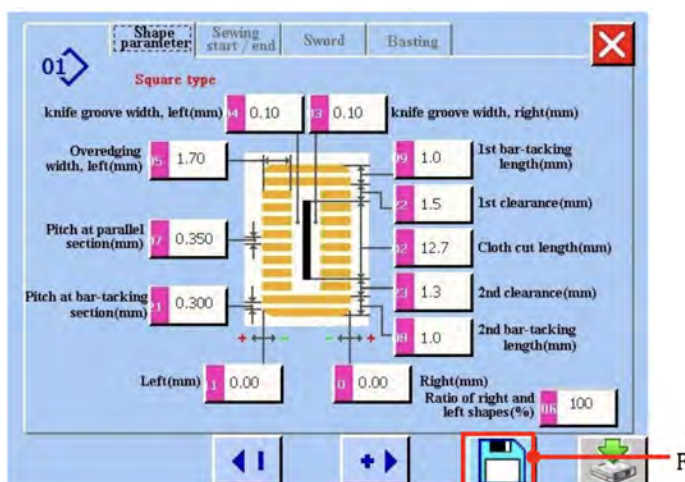 Shape
parameter
Sewing
start / end
Sword
Basting
01
Square type
knife groove width, left(mm)
04
0.10
03
0.10
knife groove width, right(mm)
Overedging
width, left(mm)
05
1.70
09
1.0
1st bar-tacking
length(mm)
22
1.5
1st clearance(mm)
Pitch at parallel
section(mm)
07
0.350
02
12.7
Cloth cut length(mm)
Pitch at bar-tacking
section(mm)
21
0.300
23
1.3
2nd clearance(mm)
08
1.0
2nd bar-tacking
length(mm)
+ -
- +
Left(mm)
1
0.00
0
0.00
Right(mm)
Ratio of right and
left shapes(%)
06
100
F